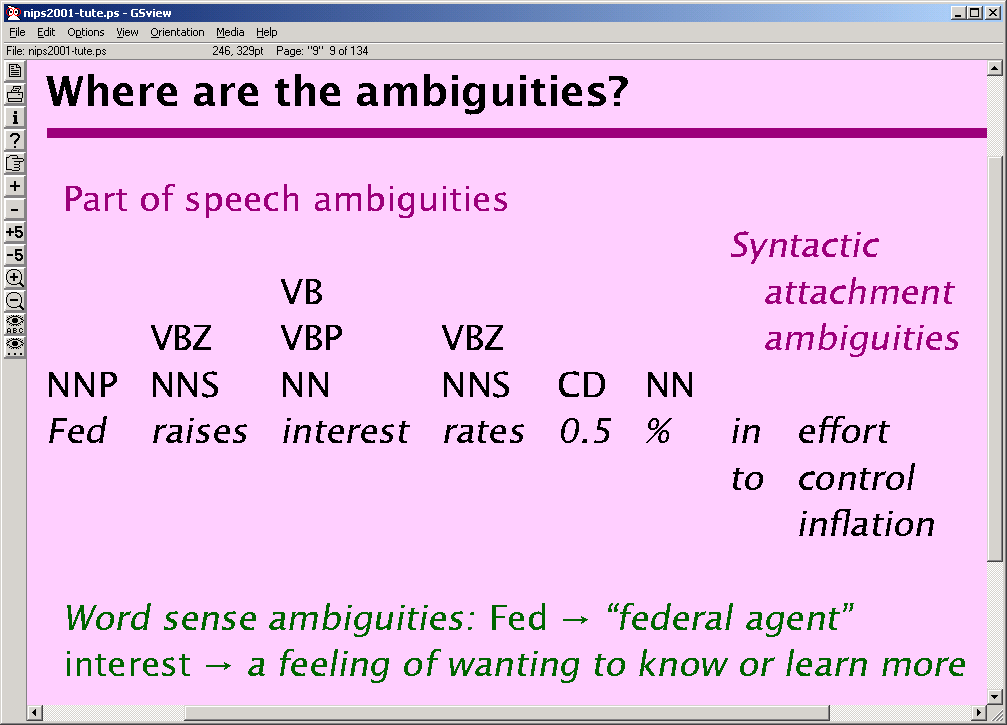 nips2001-tute.ps - GSview
File Edit Options View Orientation Media Help
File: nips2001-tute.ps 246, 329pt Page: "9" 9 of 134
Where are the ambiguities?
Part of speech ambiguities
Syntactic
VB attachment
VBZ VBP VBZ ambiguities
NNP NNS NN NNS CD NN
Fed raises interest rates 0.5 % in effort
to control
inflation
Word sense ambiguities: Fed → “federal agent”
interest → a feeling of wanting to know or learn more
i
?
+
-
+5
-5
ABC